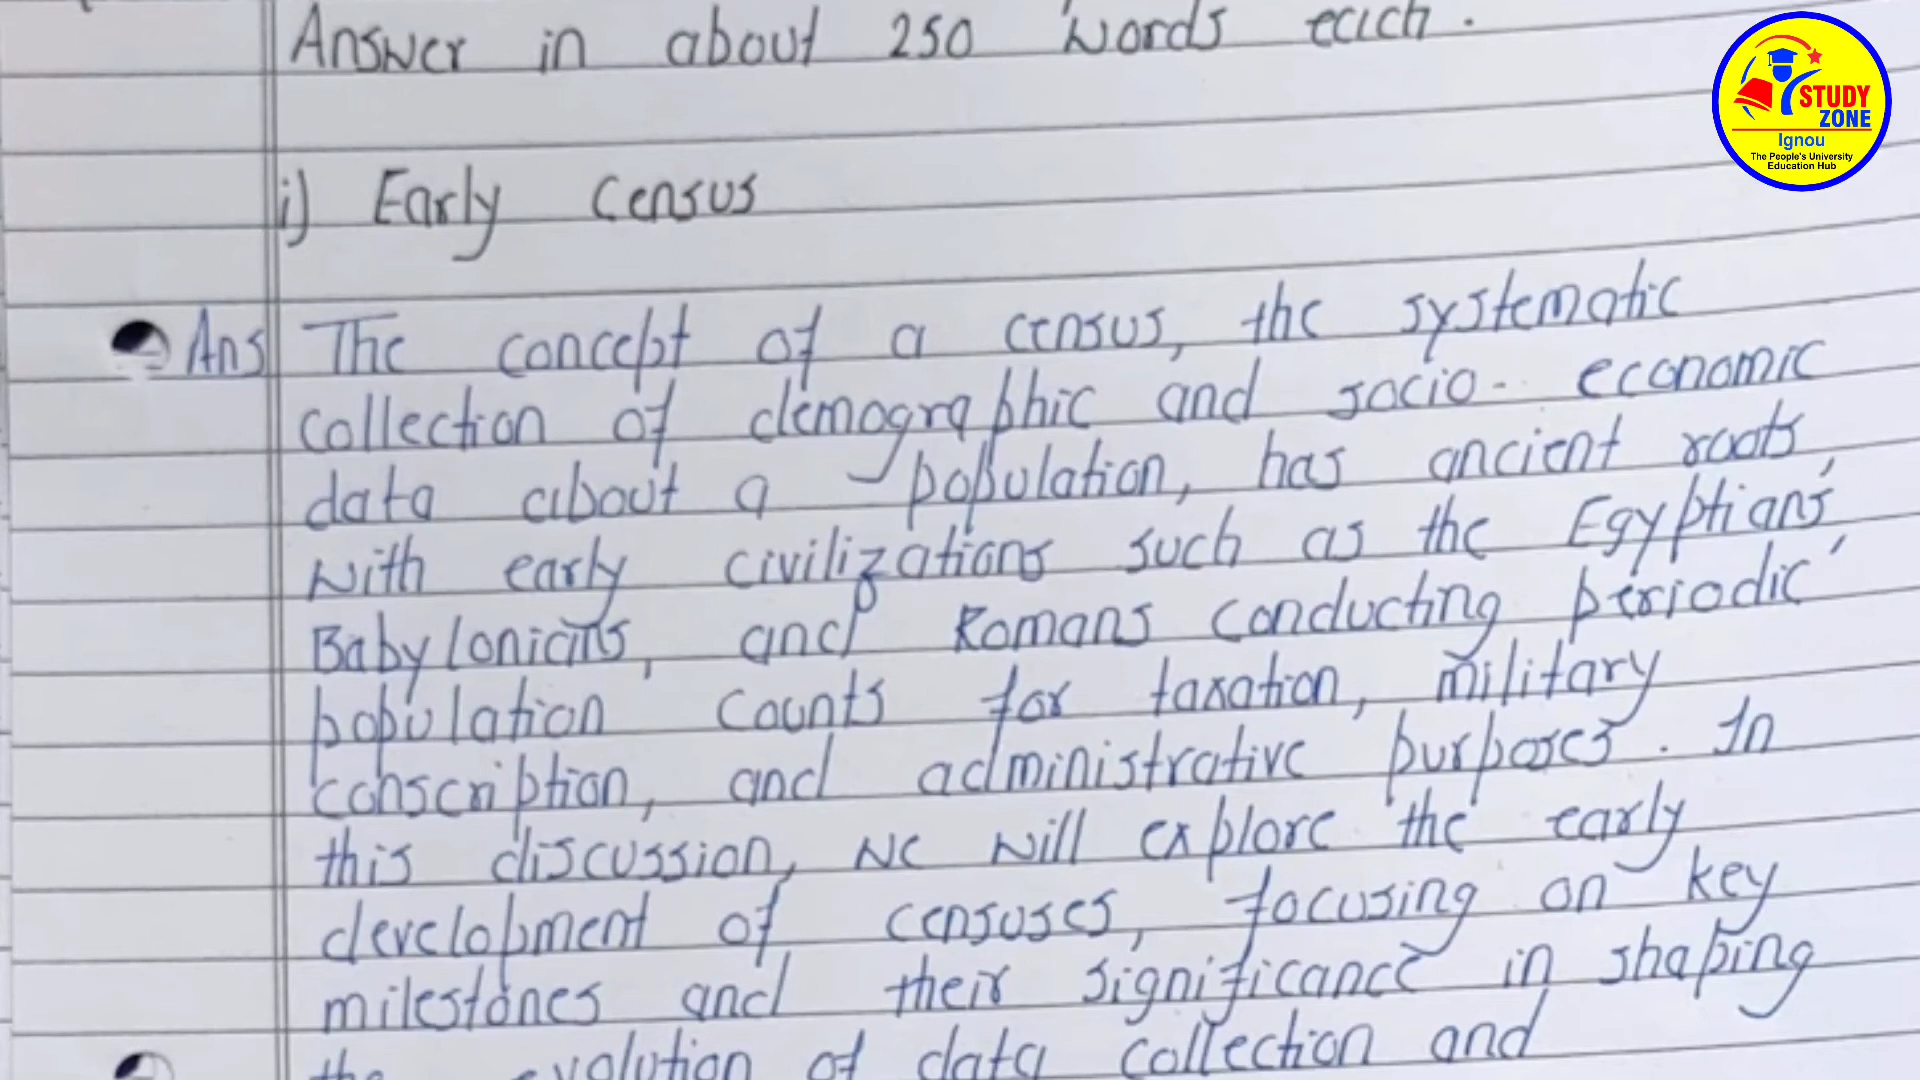 Answer in about 250 words each.
STUDY
ZONE
Ignou
The People's University
Education Hub
i) Early Census
Ans The concept of a census, the systematic
collection of demographic and socio- economic
data about a population, has ancient roots,
with early civilizations such as the Egyptians,
Babylonians, and Romans conducting periodic
population counts for taxation, military
conscription, and administrative purposes. In
this discussion, we will explore the early
development of censuses, focusing on key
milestones and their significance in shaping
the evolution of data collection and